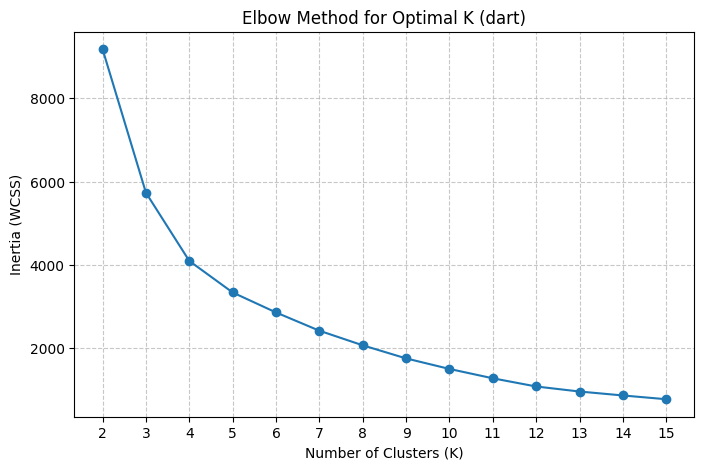 Elbow Method for Optimal K (dart)
Inertia (WCSS)
8000
6000
4000
2000
2 3 4 5 6 7 8 9 10 11 12 13 14 15
Number of Clusters (K)